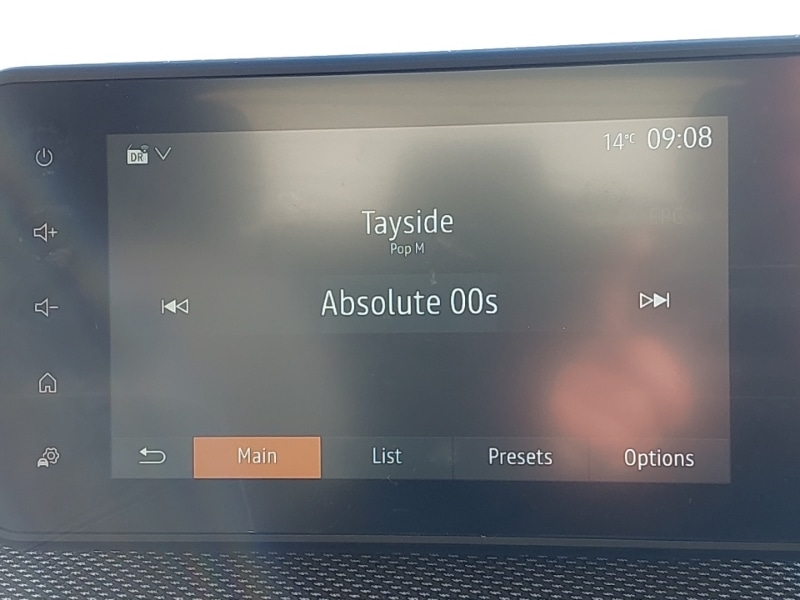 DR
14°C 09:08
Tayside
Pop M
Absolute 00s
Main List Presets Options